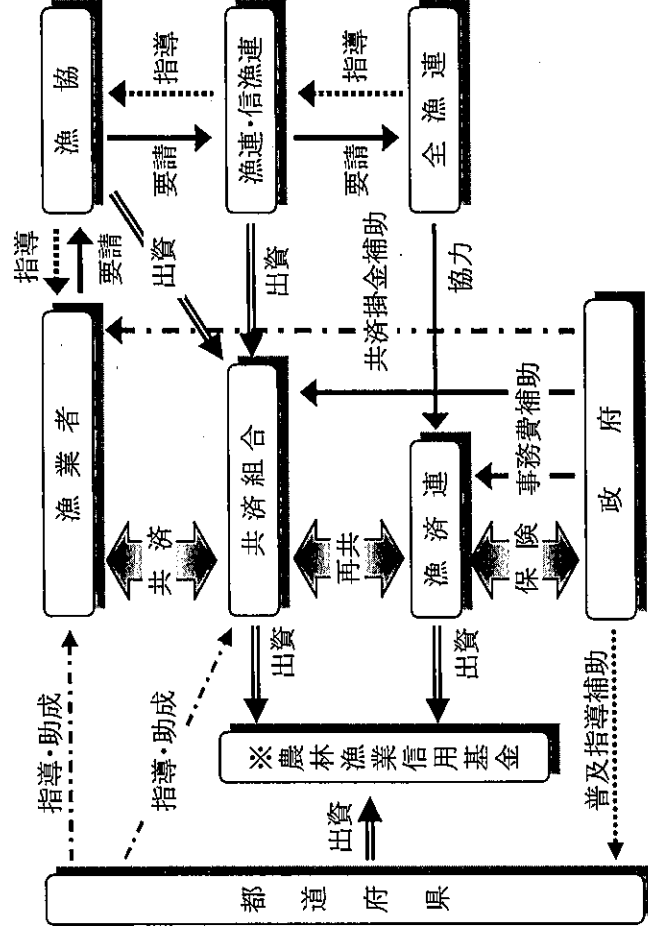 漁業者
指導
要請
漁協
共済
出資
要請
指導
指導・助成
指導・助成
共済組合
出資
漁連・信漁連
出資
再共
共済掛金補助
要請
指導
※農林漁業信用基金
出資
漁済連
協力
全漁連
出資
保険
事務費補助
都道府県
普及指導補助
政府